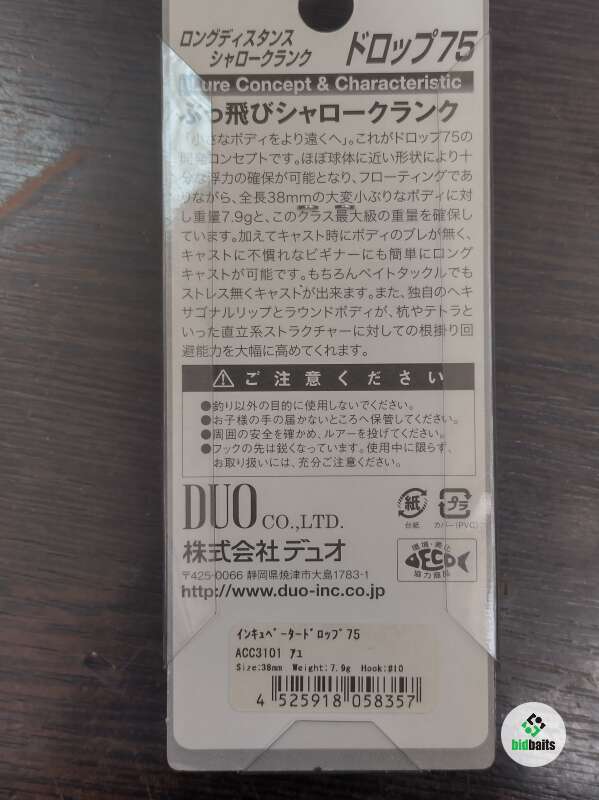 ロングディスタンス
シャロークランク
ドロップ75
Lure Concept & Characteristic
ぶっ飛びシャロークランク
「小さなボディをより遠くへ」。これがドロップ75の
開発コンセプトです。ほぼ球体に近い形状により十
分な浮力の確保が可能となり、フローティングであ
りながら、全長38mmの大変小ぶりなボディに対
し重量7.9gと、このクラス最大級の重量を確保し
ています。加えてキャスト時にボディのブレが無く、
キャストに不慣れなビギナーにも簡単にロング
キャストが可能です。もちろんベイトタックルでも
ストレス無くキャストが出来ます。また、独自のヘキ
サゴナルリップとラウンドボディが、杭やテトラと
いった直立系ストラクチャーに対しての根掛り回
避能力を大幅に高めてくれます。
ご注意ください
●釣り以外の目的に使用しないでください。
●お子様の手の届かないところへ保管してください。
●周囲の安全を確かめ、ルアーを投げてください。
●フックの先は鋭くなっています。使用中に限らず、
お取り扱いには、充分ご注意ください。
DUO CO.,LTD.
株式会社デュオ
〒425-0066 静岡県焼津市大島1783-1
http://www.duo-inc.co.jp
紙
台紙
プラ
カバー(PVC)
ECO
協力商品
ｲﾝｷｭﾍﾞｰﾀｰﾄﾞﾛｯﾌﾟ75
ACC3101 ｱﾕ
Size:38mm Weight:7.9g Hook:#10
4 525918 058357
bidbaits